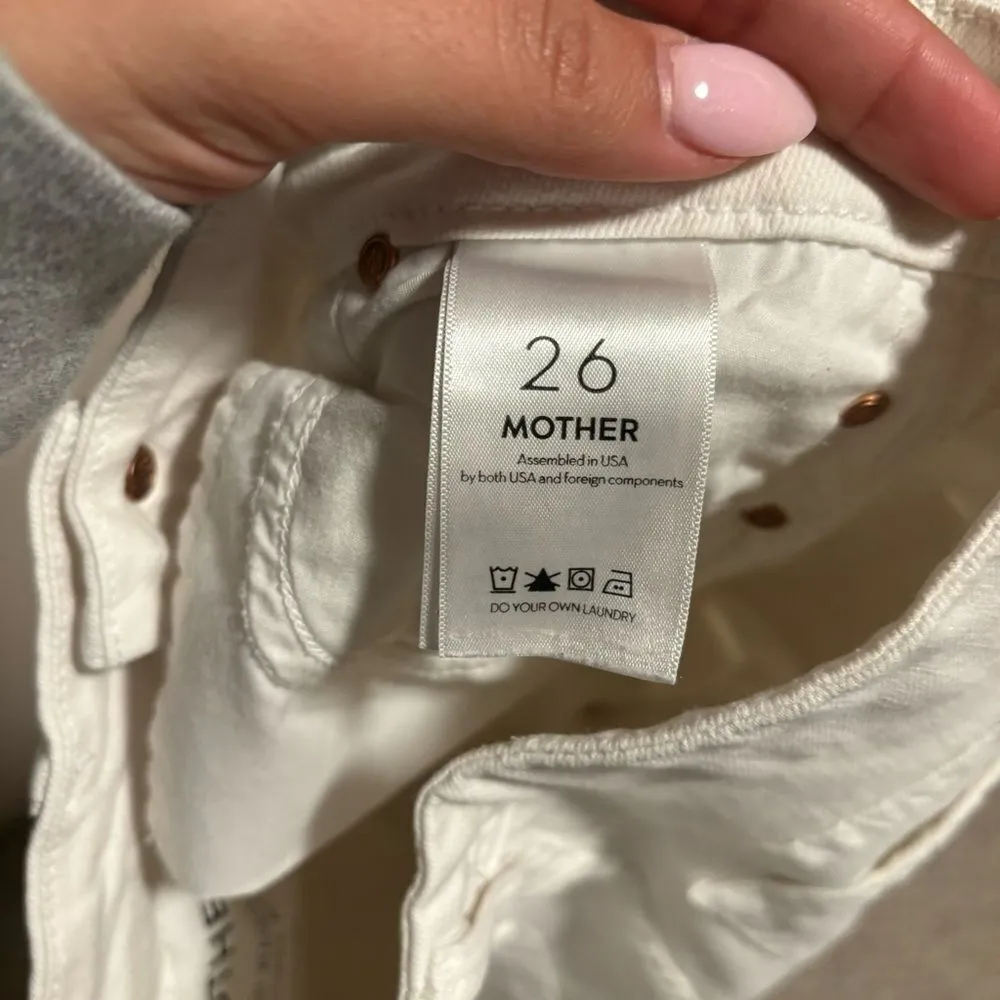 26
MOTHER
Assembled in USA
by both USA and foreign components
DO YOUR OWN LAUNDRY